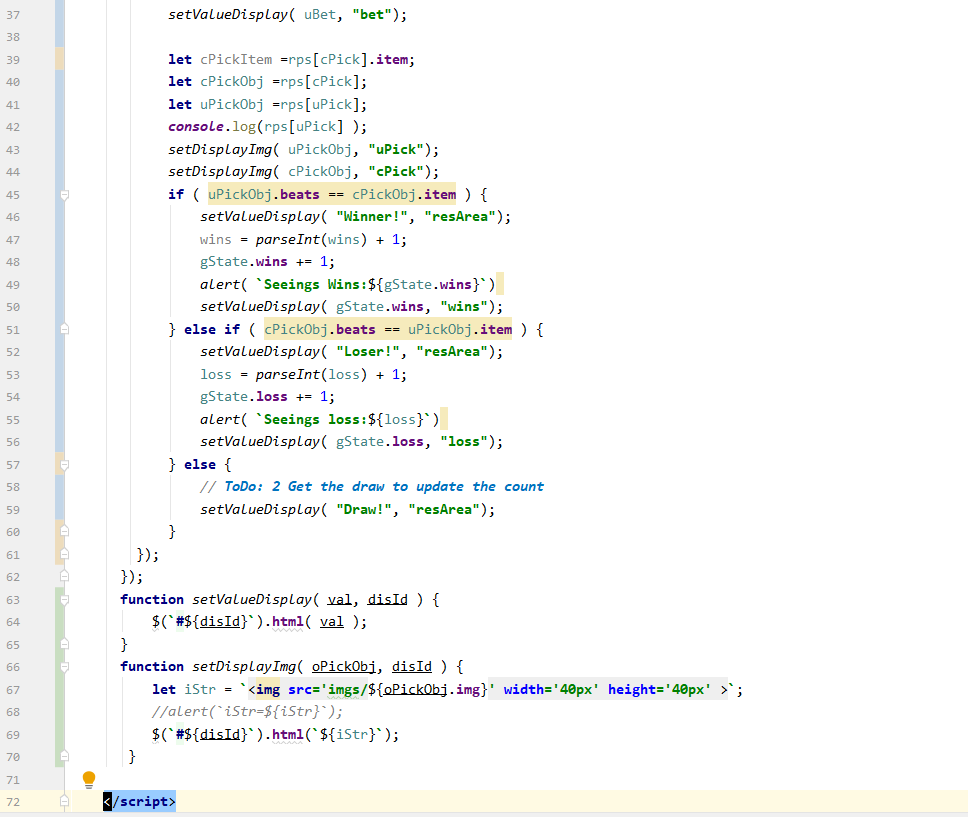 37 setValueDisplay( uBet, "bet");
38
39 let cPickItem =rps[cPick].item;
40 let cPickObj =rps[cPick];
41 let uPickObj =rps[uPick];
42 console.log(rps[uPick] );
43 setDisplayImg( uPickObj, "uPick");
44 setDisplayImg( cPickObj, "cPick");
45 if ( uPickObj.beats == cPickObj.item ) {
46 setValueDisplay( "Winner!", "resArea");
47 wins = parseInt(wins) + 1;
48 gState.wins += 1;
49 alert( `Seeings Wins:${gState.wins}`)
50 setValueDisplay( gState.wins, "wins");
51 } else if ( cPickObj.beats == uPickObj.item ) {
52 setValueDisplay( "Loser!", "resArea");
53 loss = parseInt(loss) + 1;
54 gState.loss += 1;
55 alert( `Seeings loss:${loss}`)
56 setValueDisplay( gState.loss, "loss");
57 } else {
58 // ToDo: 2 Get the draw to update the count
59 setValueDisplay( "Draw!", "resArea");
60 }
61 });
62 });
63 function setValueDisplay( val, disId ) {
64 $(`#${disId}`).html( val );
65 }
66 function setDisplayImg( oPickObj, disId ) {
67 let iStr = `<img src='imgs/${oPickObj.img}' width='40px' height='40px' >`;
68 //alert(`iStr=${iStr}`);
69 $(`#${disId}`).html(`${iStr}`);
70 }
71
72 </script>